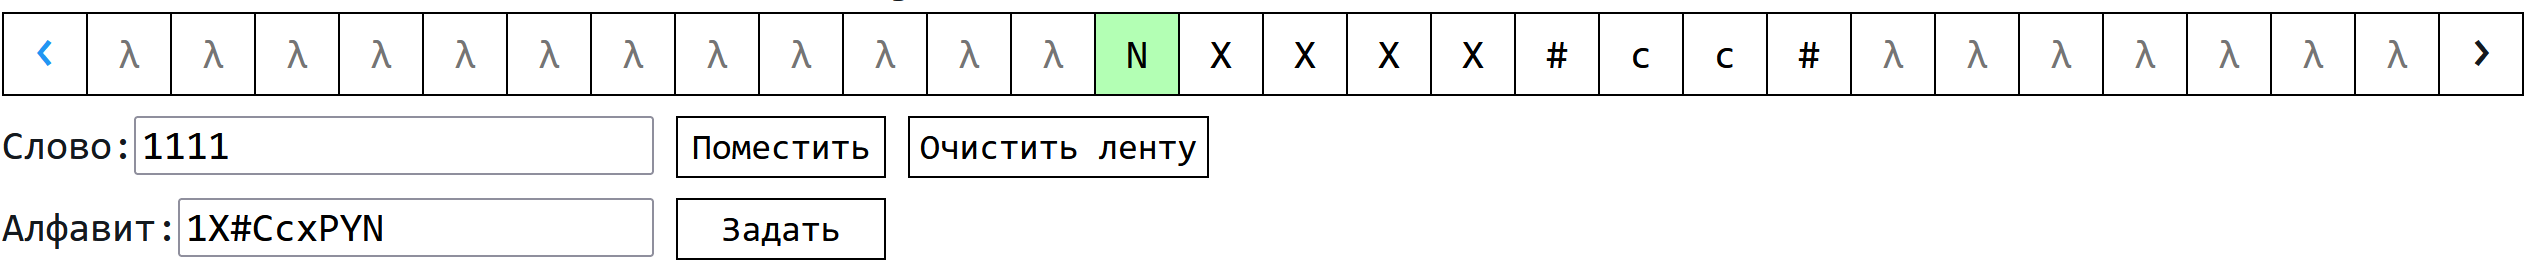 ‹ λ λ λ λ λ λ λ λ λ λ λ λ N X X X X # c c # λ λ λ λ λ λ λ ›
Слово: 1111 Поместить Очистить ленту
Алфавит: 1X#CcxPYN Задать